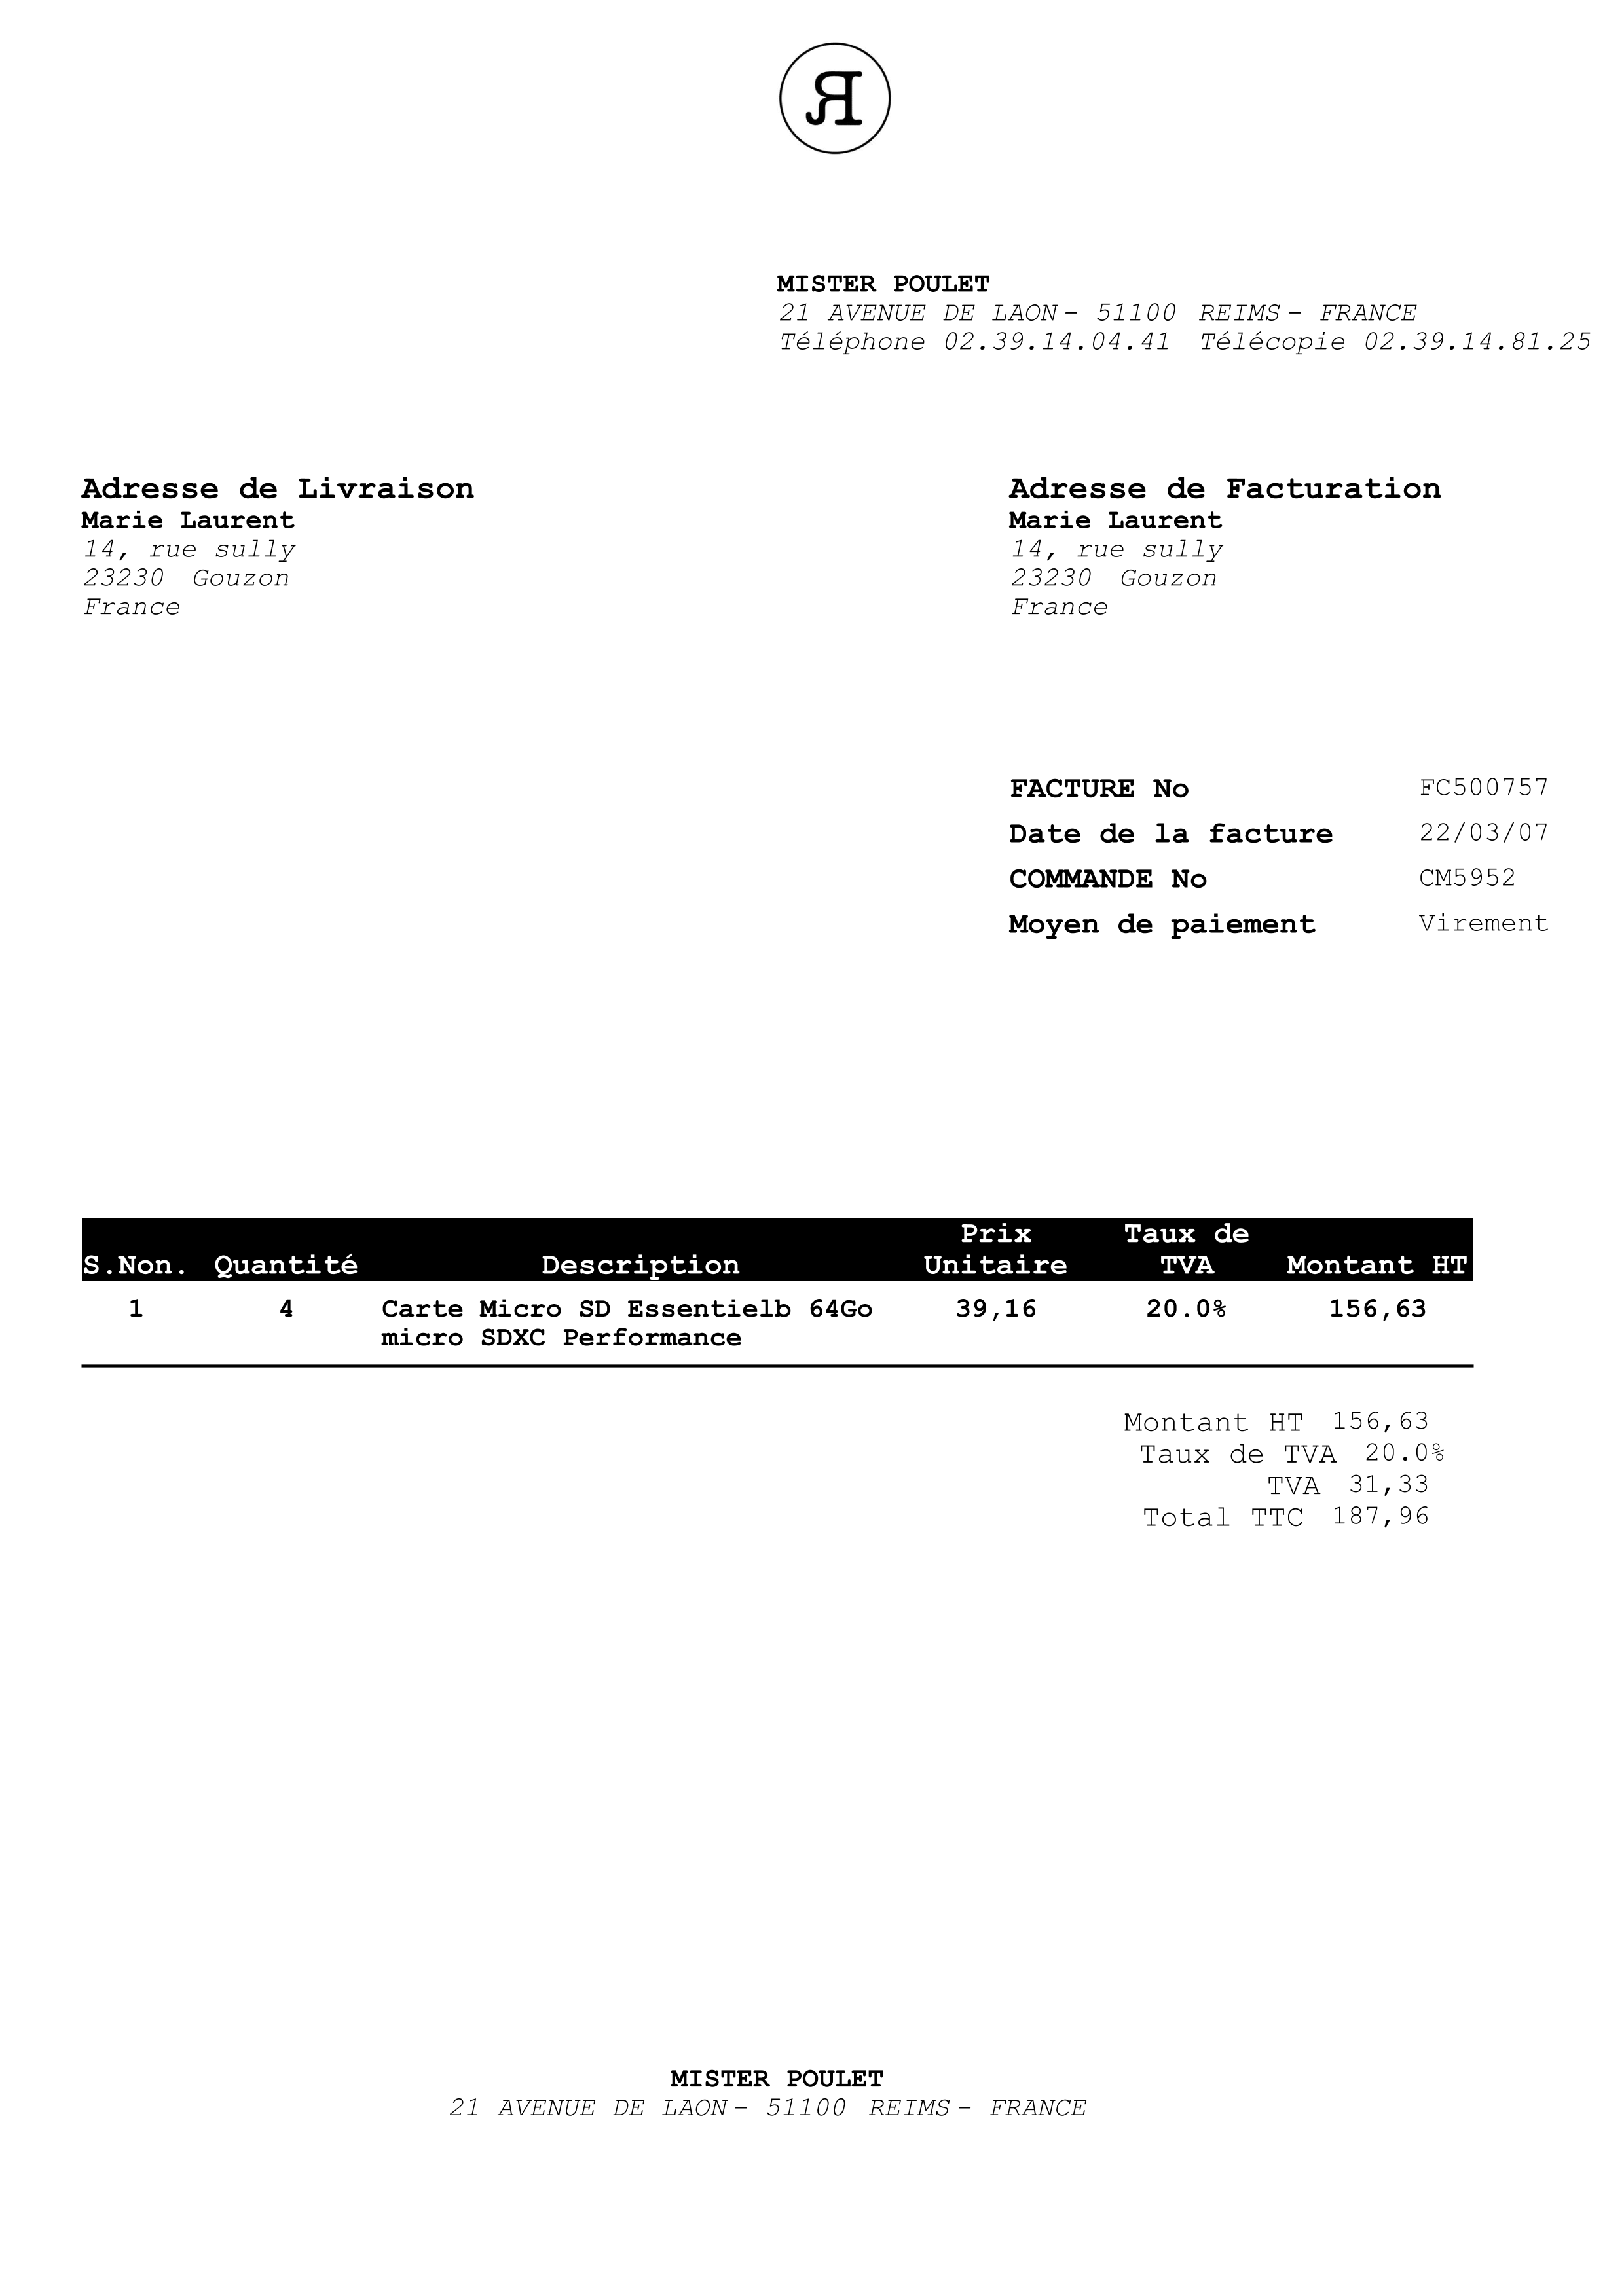 R
MISTER POULET
21 AVENUE DE LAON - 51100 REIMS - FRANCE
Téléphone 02.39.14.04.41 Télécopie 02.39.14.81.25
Adresse de Livraison
Marie Laurent
14, rue sully
23230 Gouzon
France
Adresse de Facturation
Marie Laurent
14, rue sully
23230 Gouzon
France
FACTURE No FC500757
Date de la facture 22/03/07
COMMANDE No CM5952
Moyen de paiement Virement
S.Non. Quantité Description Prix Unitaire Taux de TVA Montant HT
1 4 Carte Micro SD Essentielb 64Go 39,16 20.0% 156,63
micro SDXC Performance
Montant HT 156,63
Taux de TVA 20.0%
TVA 31,33
Total TTC 187,96
MISTER POULET
21 AVENUE DE LAON - 51100 REIMS - FRANCE